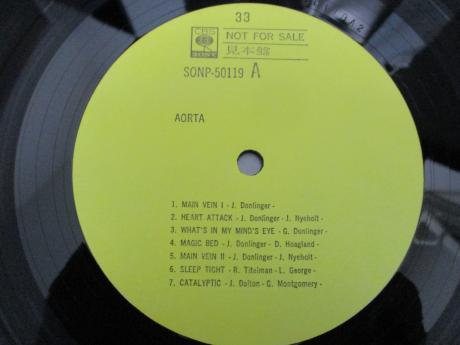 33
CBS
SONY
NOT FOR SALE
見本盤
SONP-50119 A
AORTA
1. MAIN VEIN I - J. Donlinger -
2. HEART ATTACK - J. Donlinger - J. Nyeholt -
3. WHAT'S IN MY MIND'S EYE - G. Donlinger -
4. MAGIC BED - J. Donlinger - D. Hoagland -
5. MAIN VEIN II - J. Donlinger - J. Nyeholt -
6. SLEEP TIGHT - R. Titelman - L. George -
7. CATALYPTIC - J. Dalton - G. Montgomery -